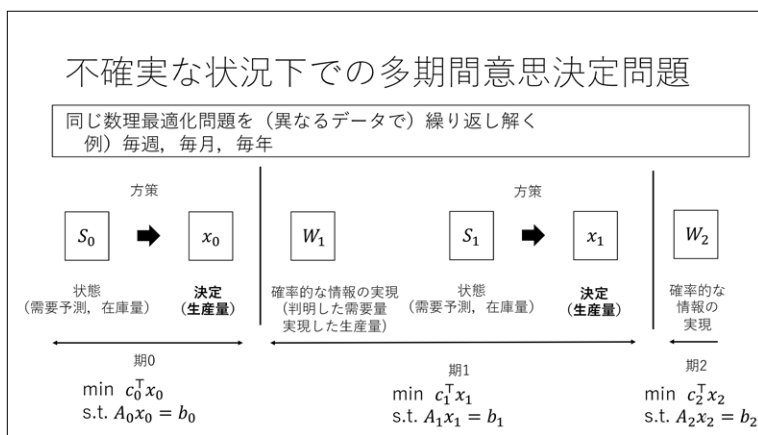 不確実な状況下での多期間意思決定問題
同じ数理最適化問題を（異なるデータで）繰り返し解く
例）毎週，毎月，毎年
方策
方策
S₀
x₀
W₁
S₁
x₁
W₂
状態
（需要予測，在庫量）
決定
（生産量）
確率的な情報の実現
（判明した需要量
実現した生産量）
状態
（需要予測，在庫量）
決定
（生産量）
確率的な
情報の
実現
期0
min c₀ᵀx₀
s.t. A₀x₀ = b₀
期1
min c₁ᵀx₁
s.t. A₁x₁ = b₁
期2
min c₂ᵀx₂
s.t. A₂x₂ = b₂